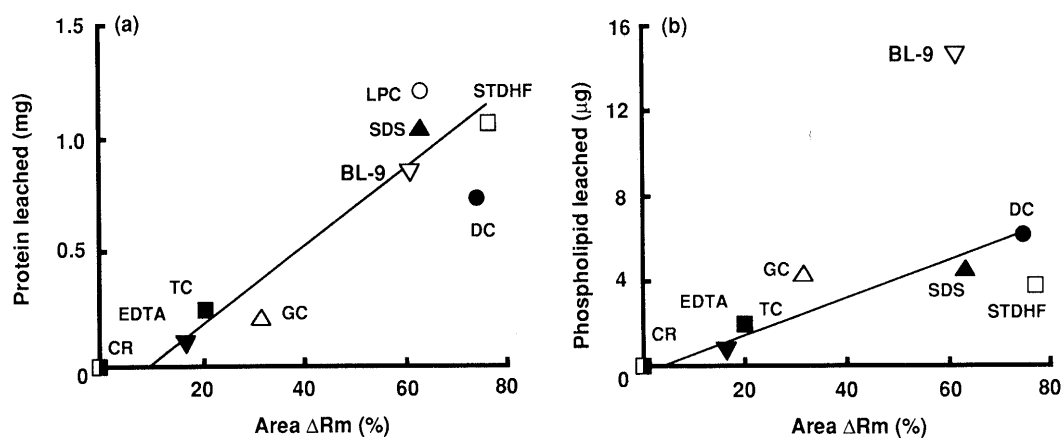 (a)
Protein leached (mg)
1.5
1.0
0.5
0
LPC
STDHF
SDS
BL-9
DC
TC
EDTA
GC
CR
20
40
60
80
Area ΔRm (%)
(b)
Phospholipid leached (μg)
16
12
8
4
0
BL-9
DC
GC
SDS
EDTA
TC
STDHF
CR
20
40
60
80
Area ΔRm (%)